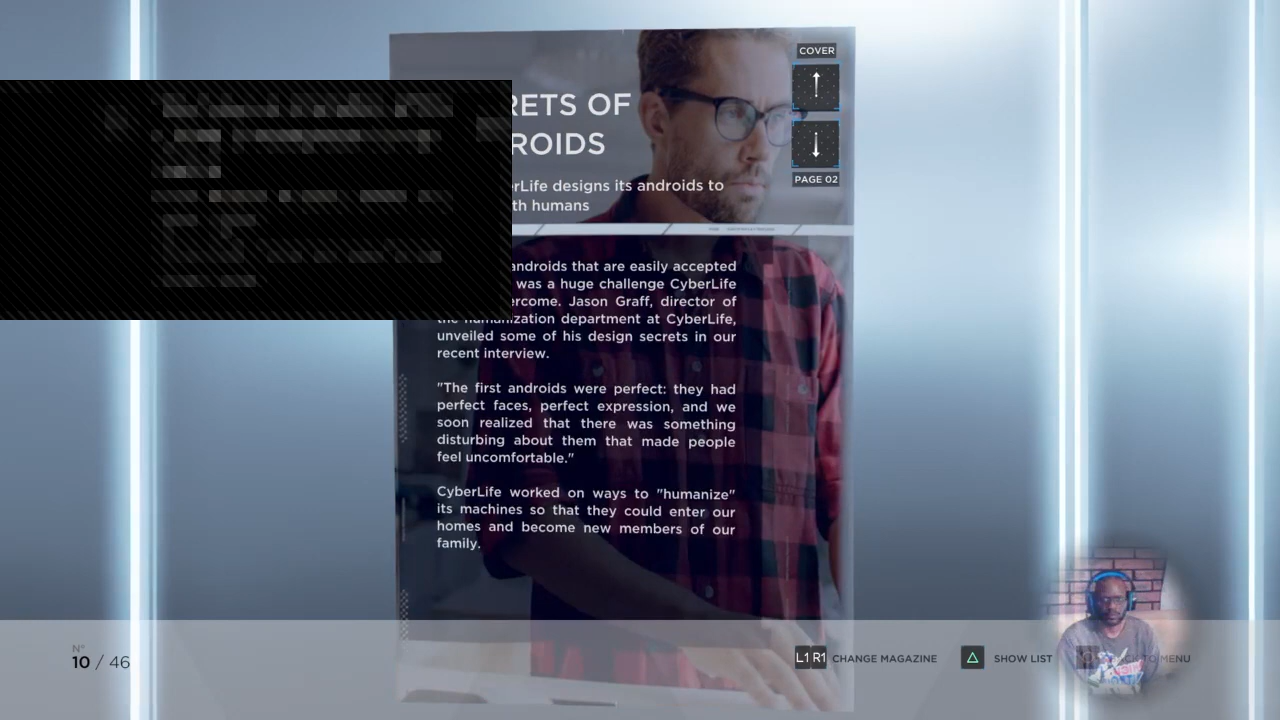 RETS OF
ROIDS
erLife designs its androids to
th humans
COVER
PAGE 02
androids that are easily accepted
was a huge challenge CyberLife
ercome. Jason Graff, director of
the humanization department at CyberLife,
unveiled some of his design secrets in our
recent interview.
"The first androids were perfect: they had
perfect faces, perfect expression, and we
soon realized that there was something
disturbing about them that made people
feel uncomfortable."
CyberLife worked on ways to "humanize"
its machines so that they could enter our
homes and become new members of our
family.
N°
10 / 46
L1 R1 CHANGE MAGAZINE
SHOW LIST
TO MENU